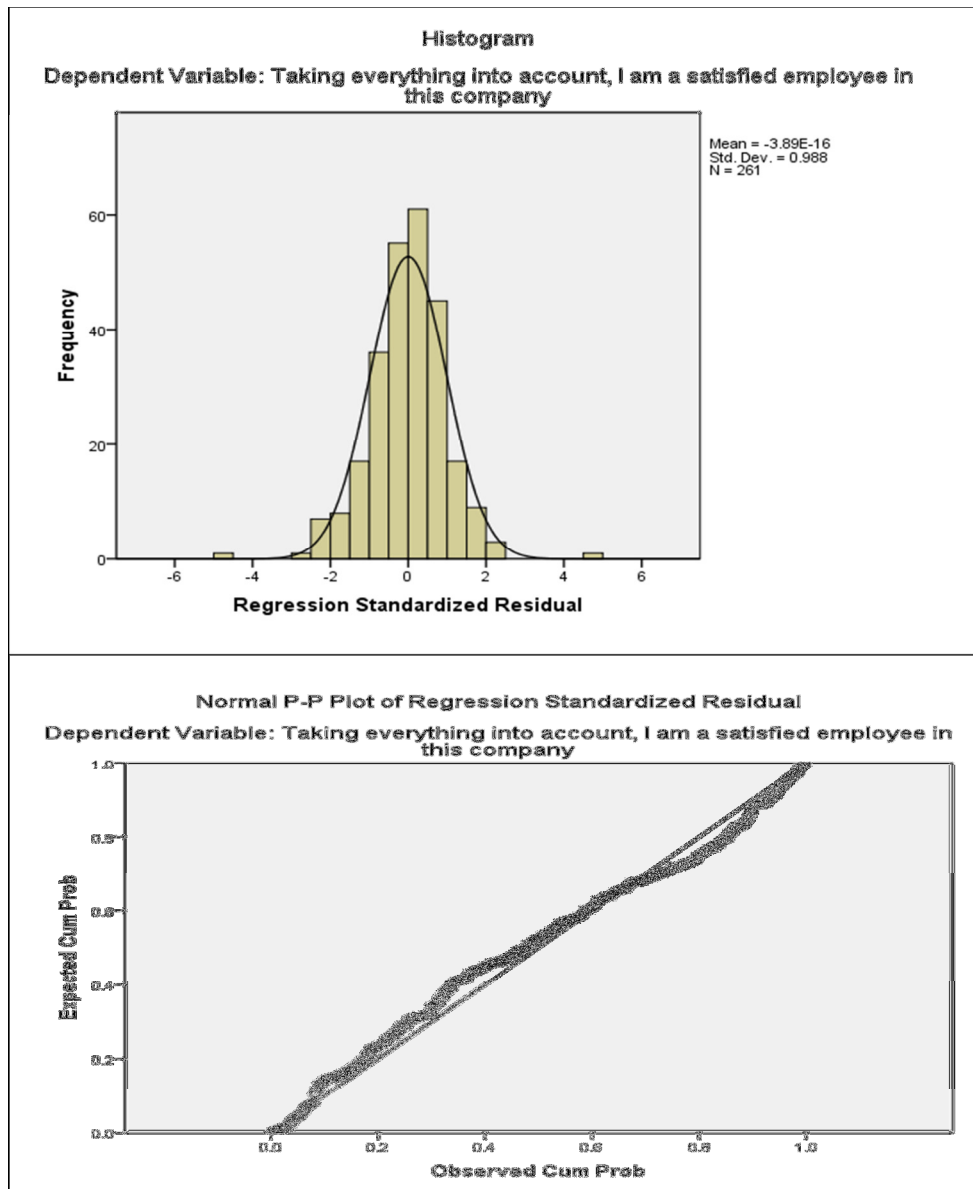 Histogram
Dependent Variable: Taking everything into account, I am a satisfied employee in
this company
Mean = -3.89E-16
Std. Dev. = 0.988
N = 261
60
40
20
0
Frequency
-6 -4 -2 0 2 4 6
Regression Standardized Residual
Normal P-P Plot of Regression Standardized Residual
Dependent Variable: Taking everything into account, I am a satisfied employee in
this company
1.0
0.8
0.6
0.4
0.2
0.0
Expected Cum Prob
0.0 0.2 0.4 0.6 0.8 1.0
Observed Cum Prob